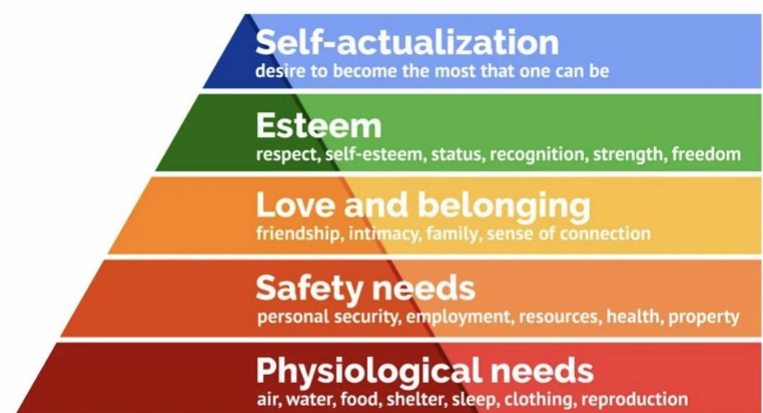 Self-actualization
desire to become the most that one can be
Esteem
respect, self-esteem, status, recognition, strength, freedom
Love and belonging
friendship, intimacy, family, sense of connection
Safety needs
personal security, employment, resources, health, property
Physiological needs
air, water, food, shelter, sleep, clothing, reproduction